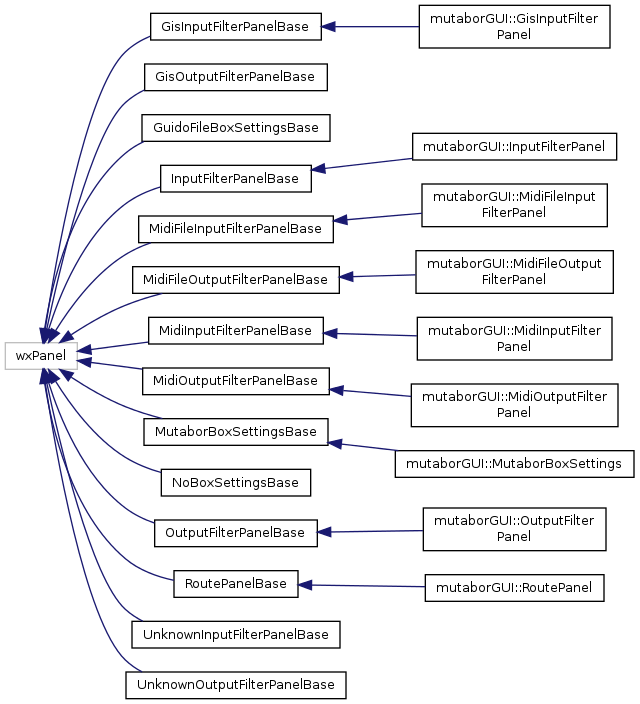 wxPanel
GisInputFilterPanelBase
mutaborGUI::GisInputFilter
Panel
GisOutputFilterPanelBase
GuidoFileBoxSettingsBase
InputFilterPanelBase
mutaborGUI::InputFilterPanel
MidiFileInputFilterPanelBase
mutaborGUI::MidiFileInput
FilterPanel
MidiFileOutputFilterPanelBase
mutaborGUI::MidiFileOutput
FilterPanel
MidiInputFilterPanelBase
mutaborGUI::MidiInputFilter
Panel
MidiOutputFilterPanelBase
mutaborGUI::MidiOutputFilter
Panel
MutaborBoxSettingsBase
mutaborGUI::MutaborBoxSettings
NoBoxSettingsBase
OutputFilterPanelBase
mutaborGUI::OutputFilter
Panel
RoutePanelBase
mutaborGUI::RoutePanel
UnknownInputFilterPanelBase
UnknownOutputFilterPanelBase